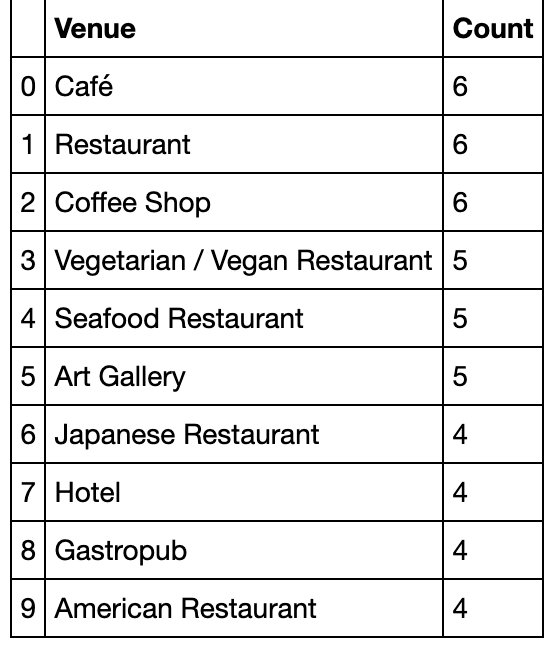 Venue Count
0 Café 6
1 Restaurant 6
2 Coffee Shop 6
3 Vegetarian / Vegan Restaurant 5
4 Seafood Restaurant 5
5 Art Gallery 5
6 Japanese Restaurant 4
7 Hotel 4
8 Gastropub 4
9 American Restaurant 4